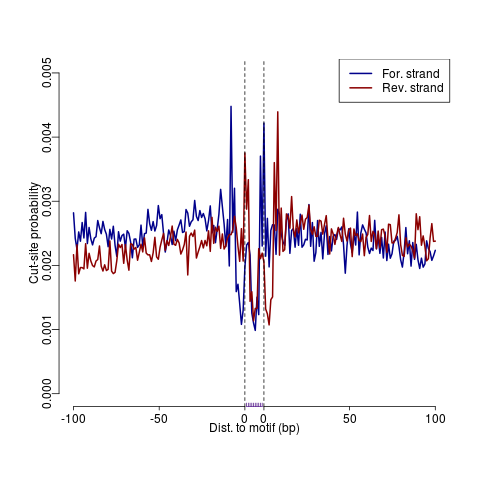 For. strand
Rev. strand
0.005
0.004
0.003
0.002
0.001
0.000
Cut-site probability
-100 -50 0 0 50 100
Dist. to motif (bp)